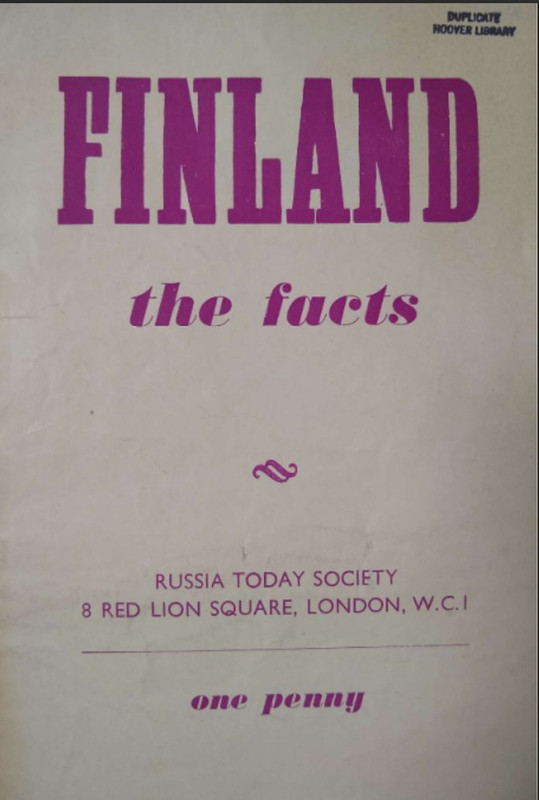 DUPLICATE
HOOVER LIBRARY
FINLAND
the facts
RUSSIA TODAY SOCIETY
8 RED LION SQUARE, LONDON, W.C.1
one penny